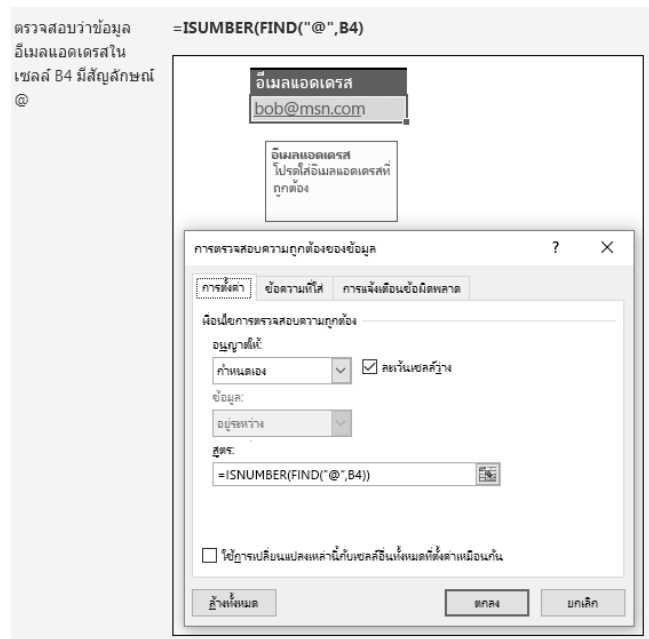 ตรวจสอบว่าข้อมูล
อีเมลแอดเดรสใน
เซลล์ B4 มีสัญลักษณ์
@
=ISUMBER(FIND("@",B4)
อีเมลแอดเดรส
bob@msn.com
อีเมลแอดเดรส
โปรดใส่อีเมลแอดเดรสที่
ถูกต้อง
การตรวจสอบความถูกต้องของข้อมูล ? ×
การตั้งค่า ข้อความที่ใส่ การแจ้งเตือนข้อผิดพลาด
เงื่อนไขการตรวจสอบความถูกต้อง
อนุญาตให้:
กำหนดเอง ละเว้นเซลล์ว่าง
ข้อมูล:
อยู่ระหว่าง
สูตร:
=ISNUMBER(FIND("@",B4))
ใช้การเปลี่ยนแปลงเหล่านี้กับเซลล์อื่นทั้งหมดที่ตั้งค่าเหมือนกัน
ล้างทั้งหมด ตกลง ยกเลิก